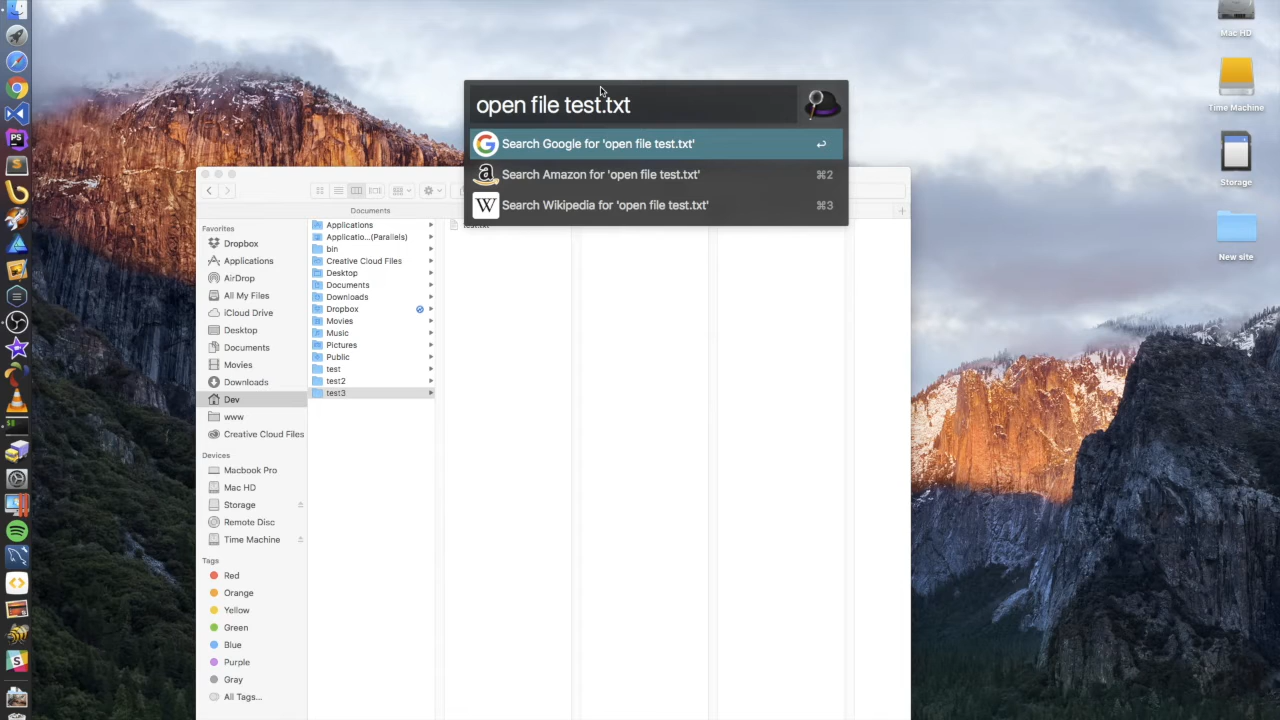 open file test.txt
Search Google for 'open file test.txt'
Search Amazon for 'open file test.txt' ⌘2
Search Wikipedia for 'open file test.txt' ⌘3
Documents
Favorites
Dropbox
Applications
AirDrop
All My Files
iCloud Drive
Desktop
Documents
Movies
Downloads
Dev
www
Creative Cloud Files
Devices
Macbook Pro
Mac HD
Storage
Remote Disc
Time Machine
Tags
Red
Orange
Yellow
Green
Blue
Purple
Gray
All Tags...
Applications
Applicatio...(Parallels)
bin
Creative Cloud Files
Desktop
Documents
Downloads
Dropbox
Movies
Music
Pictures
Public
test
test2
test3
Mac HD
Time Machine
Storage
New site